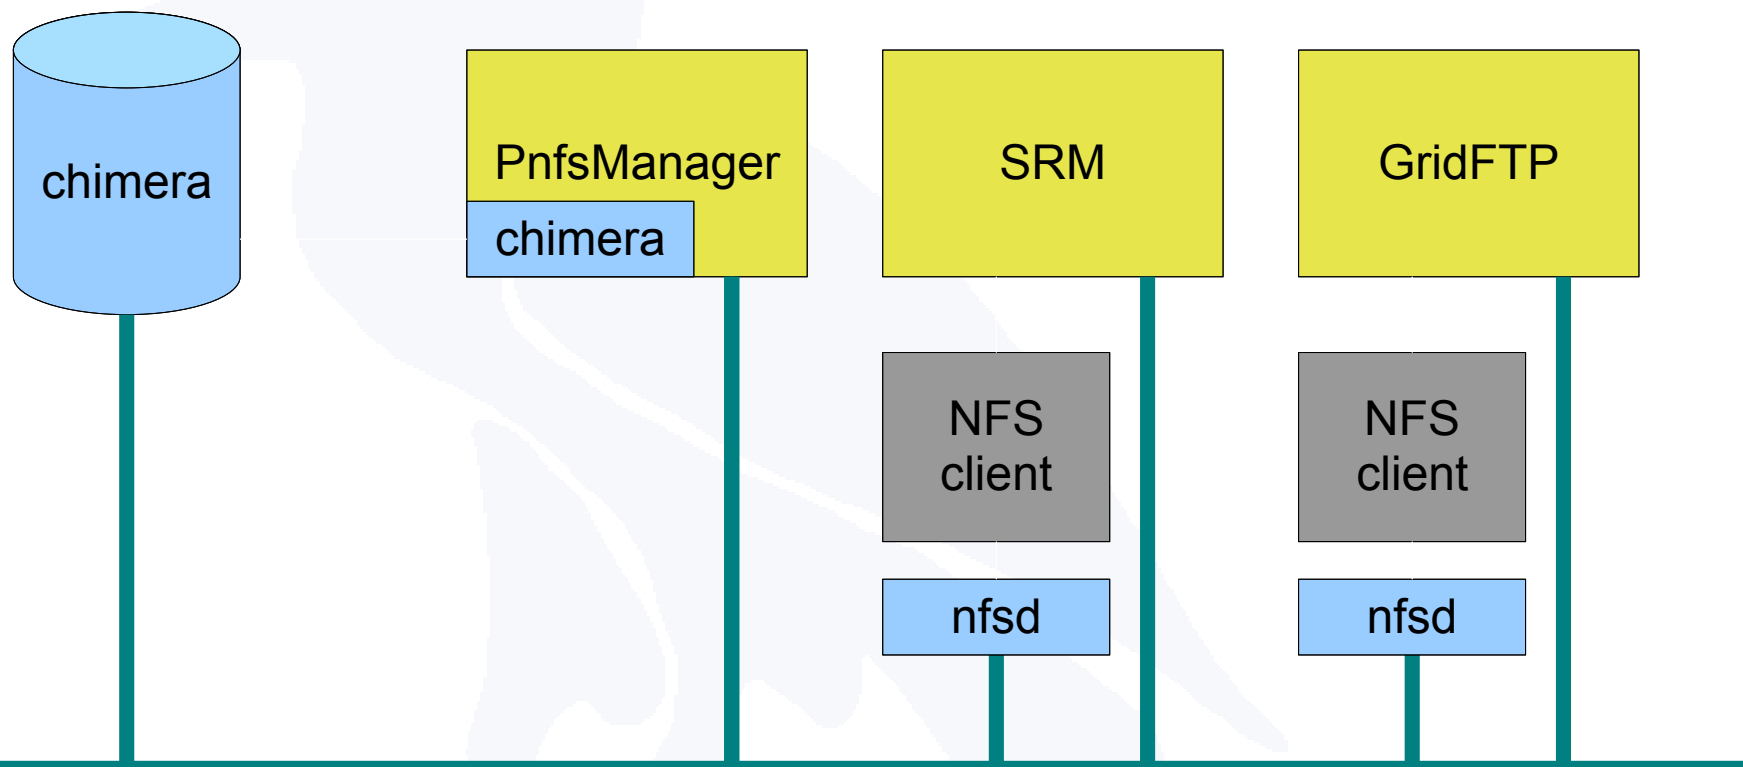 chimera
PnfsManager
chimera
SRM
GridFTP
NFS
client
NFS
client
nfsd
nfsd